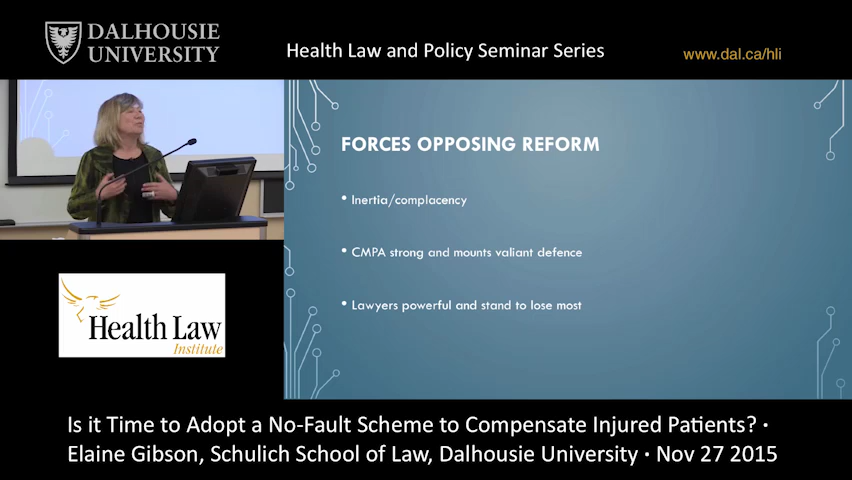 DALHOUSIE
UNIVERSITY
Health Law and Policy Seminar Series
www.dal.ca/hli
FORCES OPPOSING REFORM
• Inertia/complacency
• CMPA strong and mounts valiant defence
• Lawyers powerful and stand to lose most
Health Law
Institute
Is it Time to Adopt a No-Fault Scheme to Compensate Injured Patients? •
Elaine Gibson, Schulich School of Law, Dalhousie University • Nov 27 2015